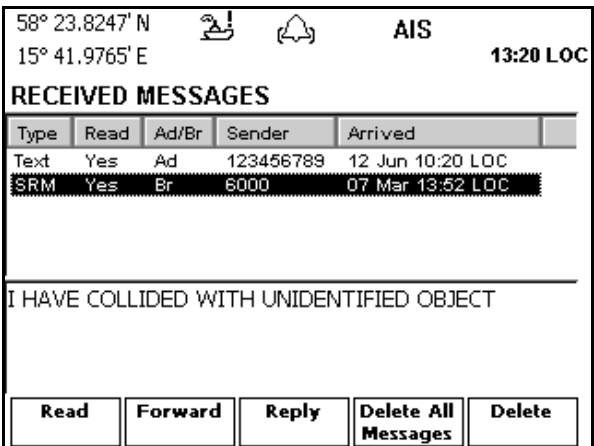 58° 23.8247' N
AIS
15° 41.9765' E
13:20 LOC
RECEIVED MESSAGES
Type Read Ad/Br Sender Arrived
Text Yes Ad 123456789 12 Jun 10:20 LOC
SRM Yes Br 6000 07 Mar 13:52 LOC
I HAVE COLLIDED WITH UNIDENTIFIED OBJECT
Read Forward Reply Delete All Messages Delete